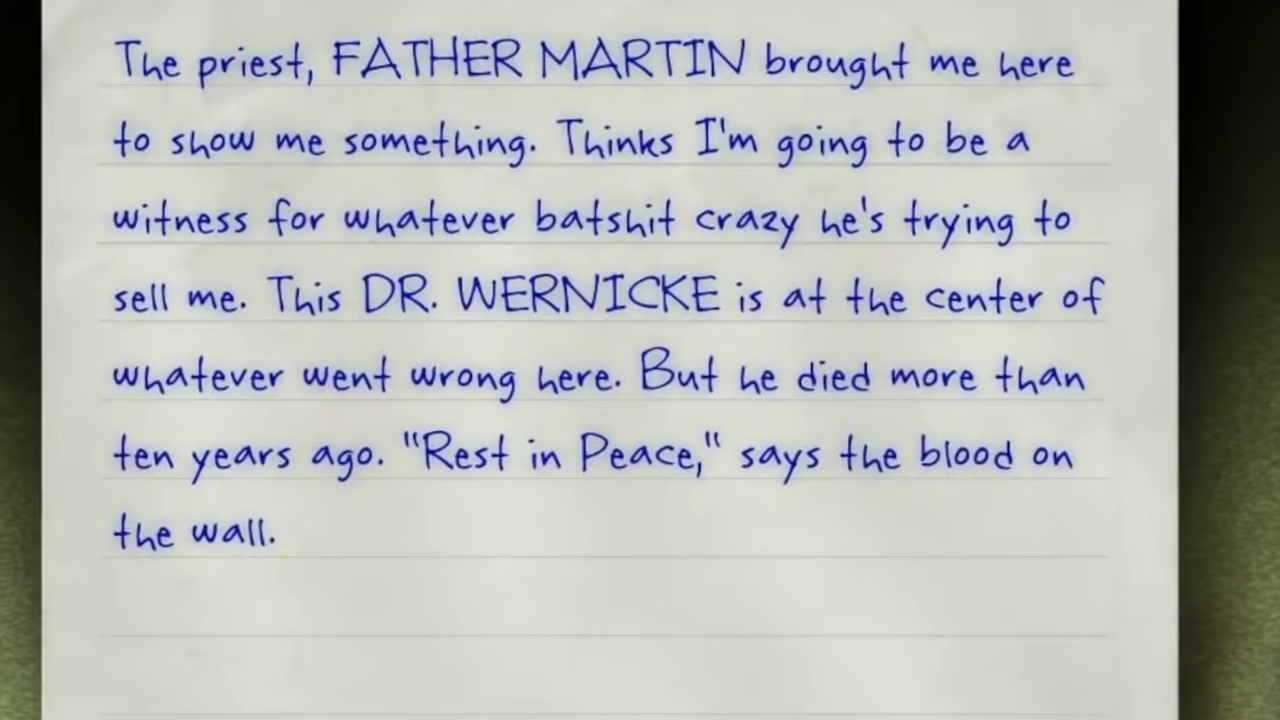 The priest, FATHER MARTIN brought me here
to show me something. Thinks I'm going to be a
witness for whatever batshit crazy he's trying to
sell me. This DR. WERNICKE is at the center of
whatever went wrong here. But he died more than
ten years ago. "Rest in Peace," says the blood on
the wall.